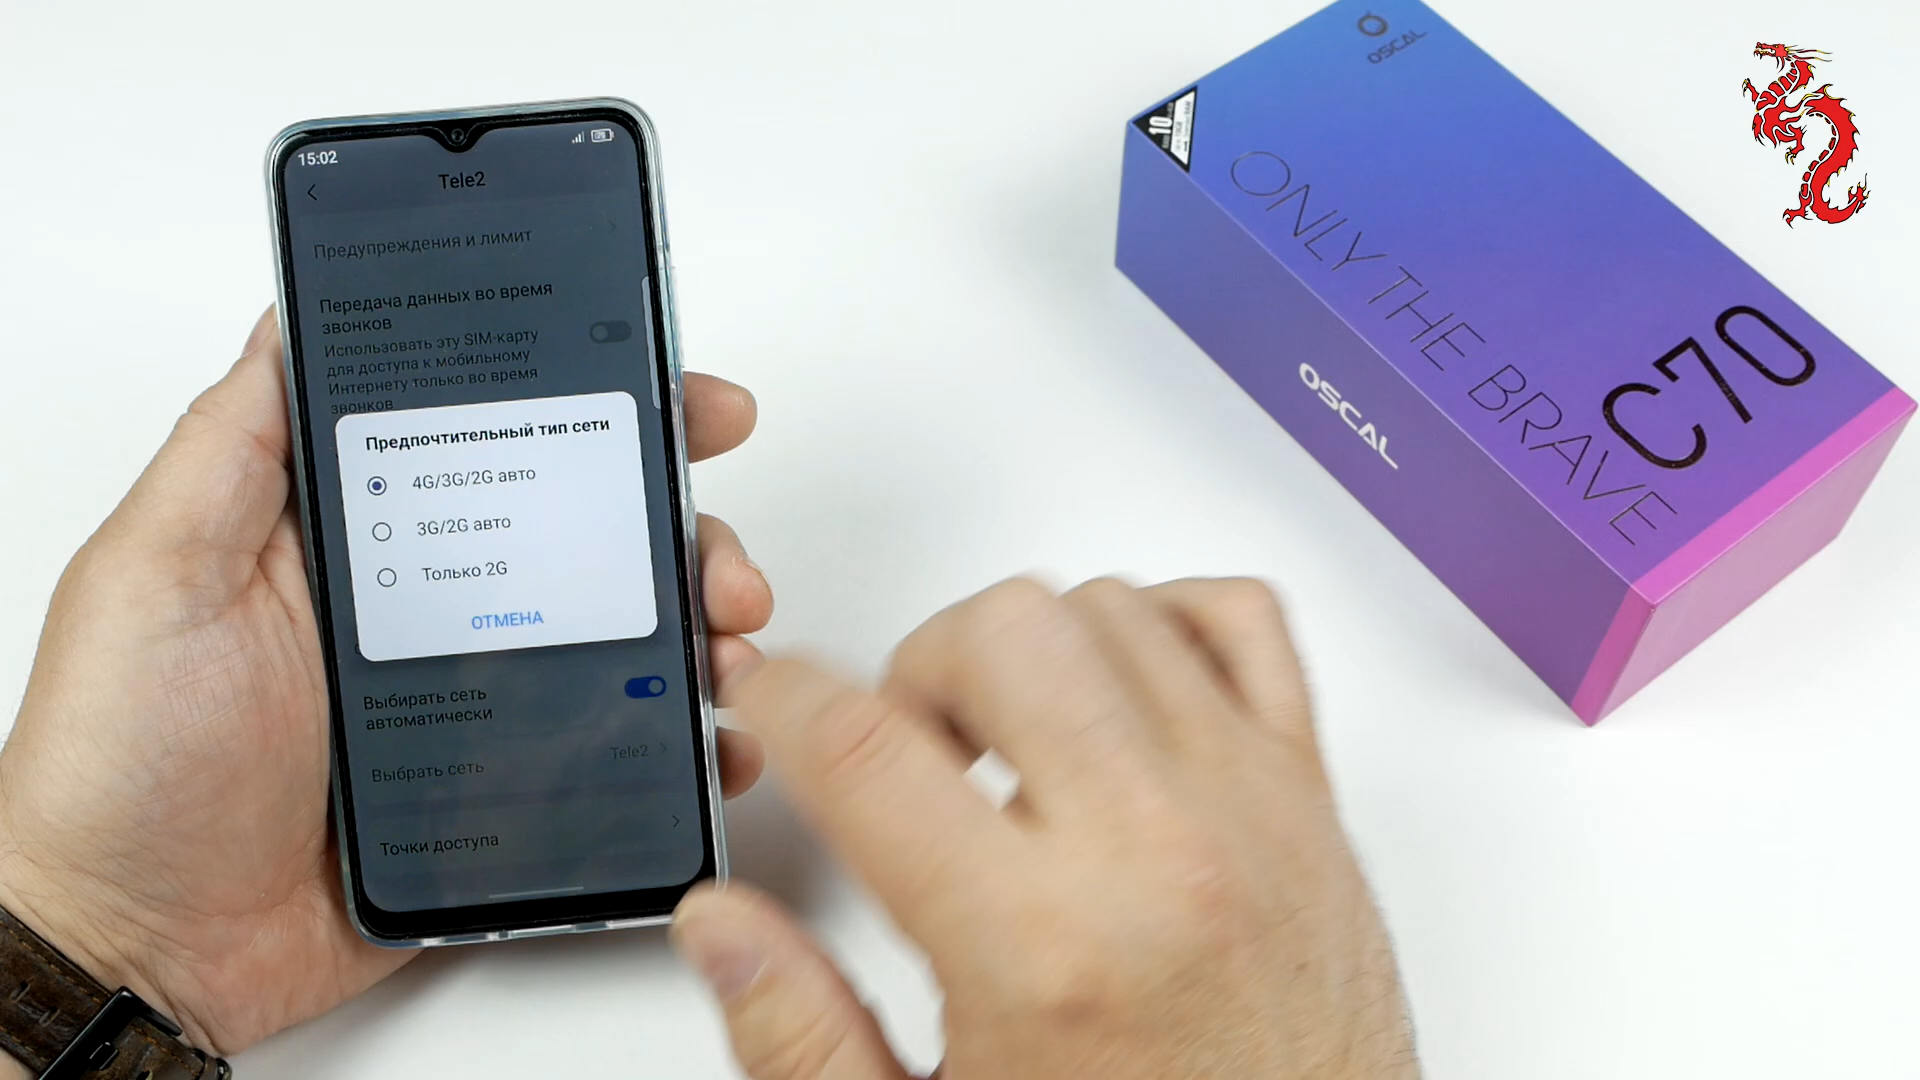 15:02
Tele2
Предупреждения и лимит
Передача данных во время
звонков
Использовать эту SIM-карту
для доступа к мобильному
Интернету только во время
звонков
Предпочтительный тип сети
4G/3G/2G авто
3G/2G авто
Только 2G
ОТМЕНА
Выбирать сеть
автоматически
Выбрать сеть
Tele2
Точки доступа
OSCAL
10
ONLY THE BRAVE
C70
OSCAL